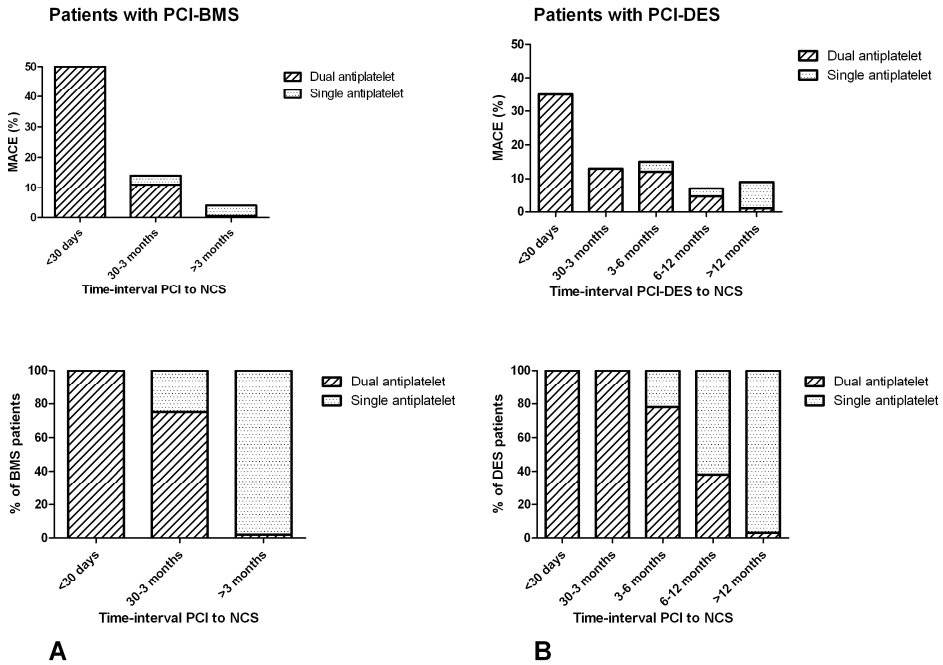 Patients with PCI-BMS
MACE (%)
50
40
30
20
10
0
<30 days
30-3 months
>3 months
Time-interval PCI to NCS
Dual antiplatelet
Single antiplatelet
Patients with PCI-DES
MACE (%)
50
40
30
20
10
0
<30 days
30-3 months
3-6 months
6-12 months
>12 months
Time-interval PCI-DES to NCS
Dual antiplatelet
Single antiplatelet
% of BMS patients
100
80
60
40
20
0
<30 days
30-3 months
>3 months
Time-interval PCI to NCS
Dual antiplatelet
Single antiplatelet
A
% of DES patients
100
80
60
40
20
0
<30 days
30-3 months
3-6 months
6-12 months
>12 months
Time-interval PCI to NCS
Dual antiplatelet
Single antiplatelet
B